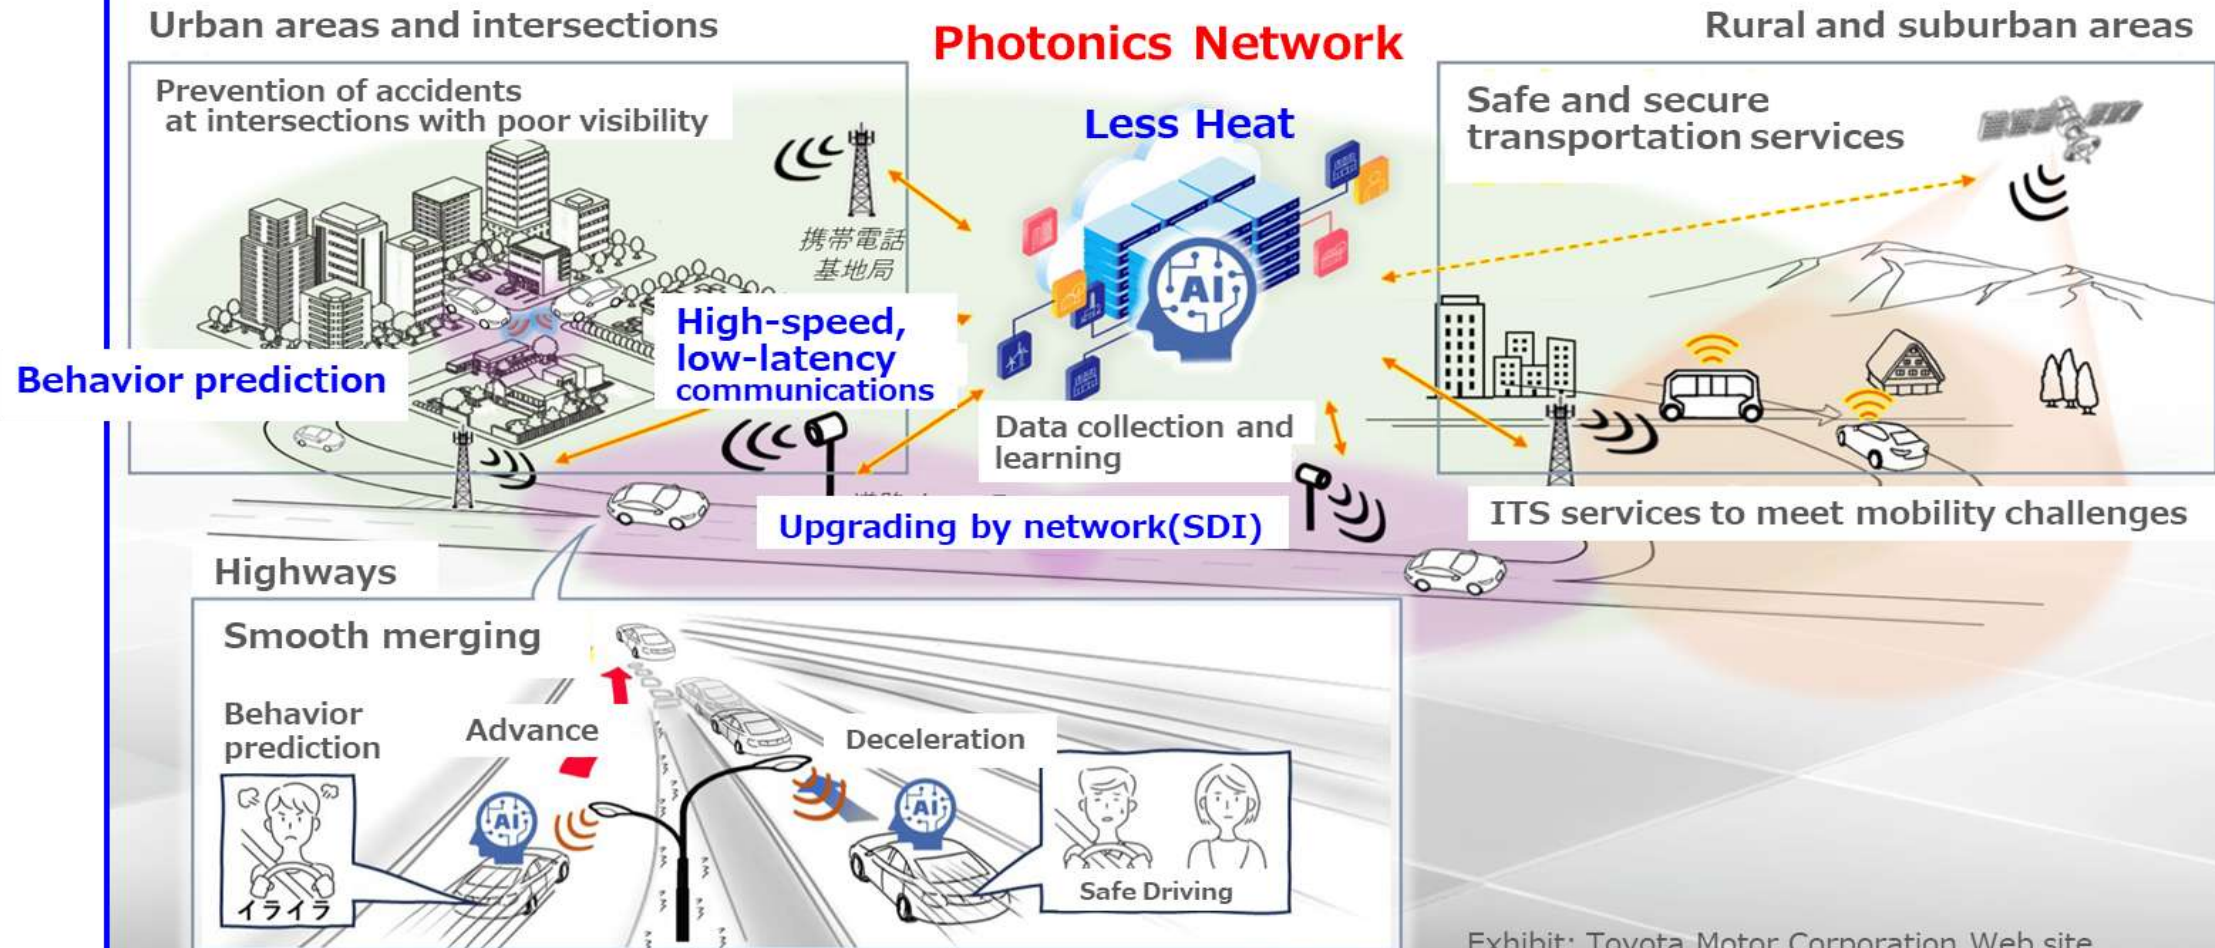 Urban areas and intersections
Photonics Network
Rural and suburban areas
Prevention of accidents
at intersections with poor visibility
Less Heat
Safe and secure
transportation services
携帯電話
基地局
AI
High-speed,
low-latency
communications
Behavior prediction
Data collection and
learning
Upgrading by network(SDI)
ITS services to meet mobility challenges
Highways
Smooth merging
Behavior
prediction
Advance
Deceleration
AI
AI
イライラ
Safe Driving
Exhibit: Toyota Motor Corporation Web site